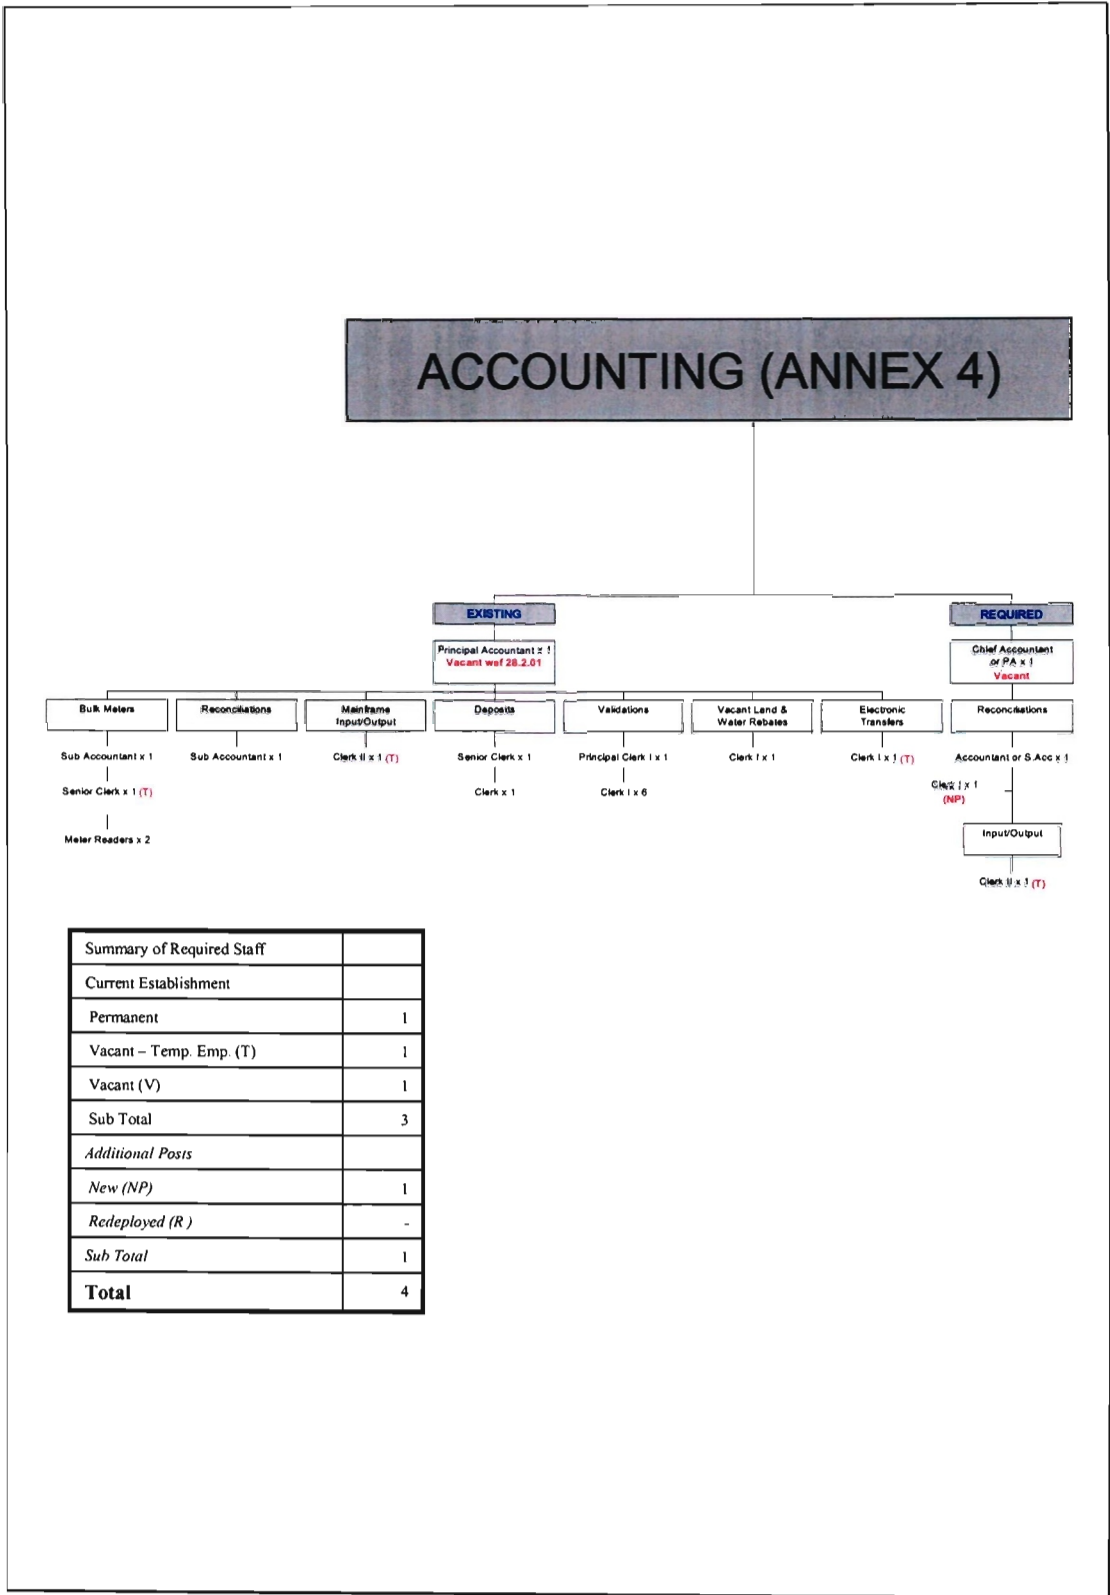 ACCOUNTING (ANNEX 4)
EXISTING
REQUIRED
Principal Accountant x 1
Vacant wef 28.2.01
Chief Accountant
or PA x 1
Vacant
Bulk Meters
Reconciliations
Mainframe
Input/Output
Deposits
Validations
Vacant Land &
Water Rebates
Electronic
Transfers
Reconciliations
Sub Accountant x 1
Sub Accountant x 1
Clerk II x 1 (T)
Senior Clerk x 1
Principal Clerk I x 1
Clerk I x 1
Clerk I x 1 (T)
Accountant or S.Acc x 1
Senior Clerk x 1 (T)
Clerk x 1
Clerk I x 6
Clerk I x 1
(NP)
Meter Readers x 2
Input/Output
Clerk II x 1 (T)
Summary of Required Staff
Current Establishment
Permanent 1
Vacant – Temp. Emp. (T) 1
Vacant (V) 1
Sub Total 3
Additional Posts
New (NP) 1
Redeployed (R ) -
Sub Total 1
Total 4